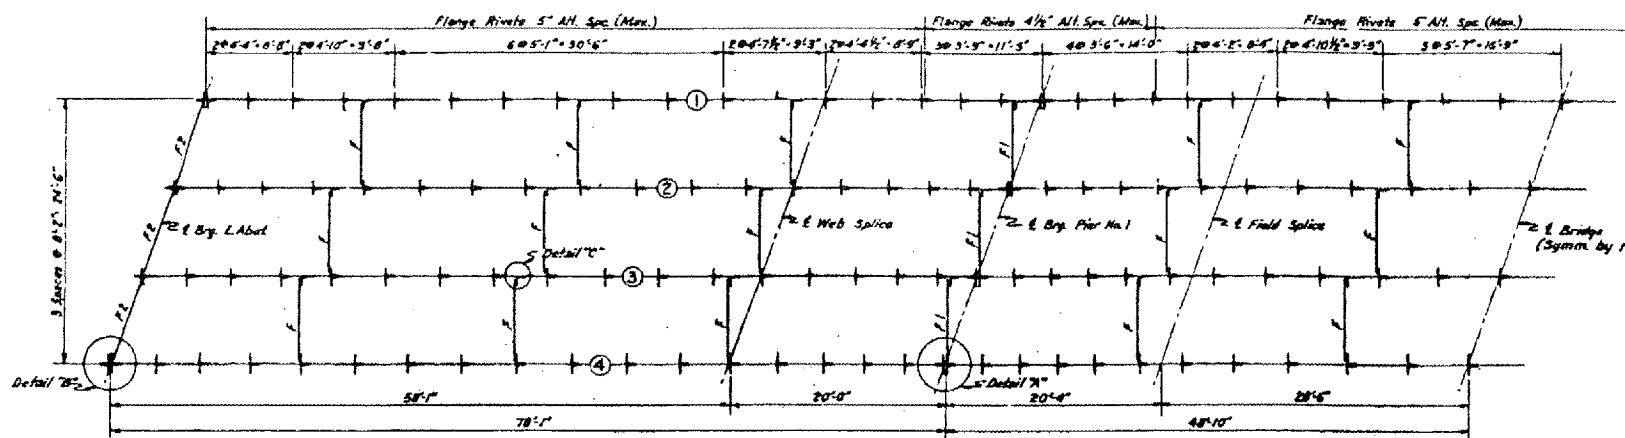 Flange Rivets 5" Alt. Spc. (Max.)
Flange Rivets 4½" Alt. Spc. (Max.)
Flange Rivets 5" Alt. Spc. (Max.)
2@4'-4"=8'-8"
2@4'-10"=9'-8"
6@5'-1"=30'-6"
2@4'-7½"=9'-3"
2@4'-4½"=8'-9"
3@3'-9"=11'-3"
4@3'-6"=14'-0"
2@4'-10½"=9'-9"
3@5'-7"=16'-9"
1
F2
F
F
F
F1
F
F
3 Spaces @ 8'-2"=24'-6"
2
F2
℄ Brg. L. Abut.
F
F
F
℄ Web Splice
F1
℄ Brg. Pier No. 1
F
℄ Field Splice
F
℄ Bridge
(Symm. by
Detail "C"
3
F2
F
F
F
F1
F
F
4
Detail "B"
Detail "A"
58'-1"
20'-0"
20'-4"
28'-6"
78'-1"
48'-10"